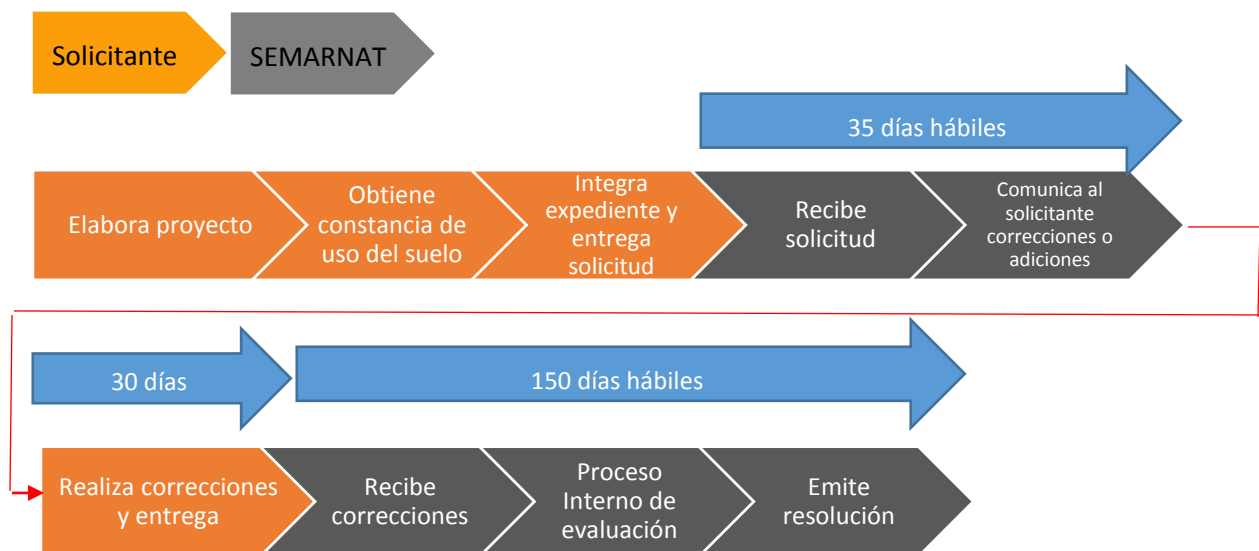 Solicitante
SEMARNAT
35 días hábiles
Elabora proyecto
Obtiene
constancia de
uso del suelo
Integra
expediente y
entrega
solicitud
Recibe
solicitud
Comunica al
solicitante
correcciones o
adiciones
30 días
150 días hábiles
Realiza correcciones
y entrega
Recibe
correcciones
Proceso
Interno de
evaluación
Emite
resolución